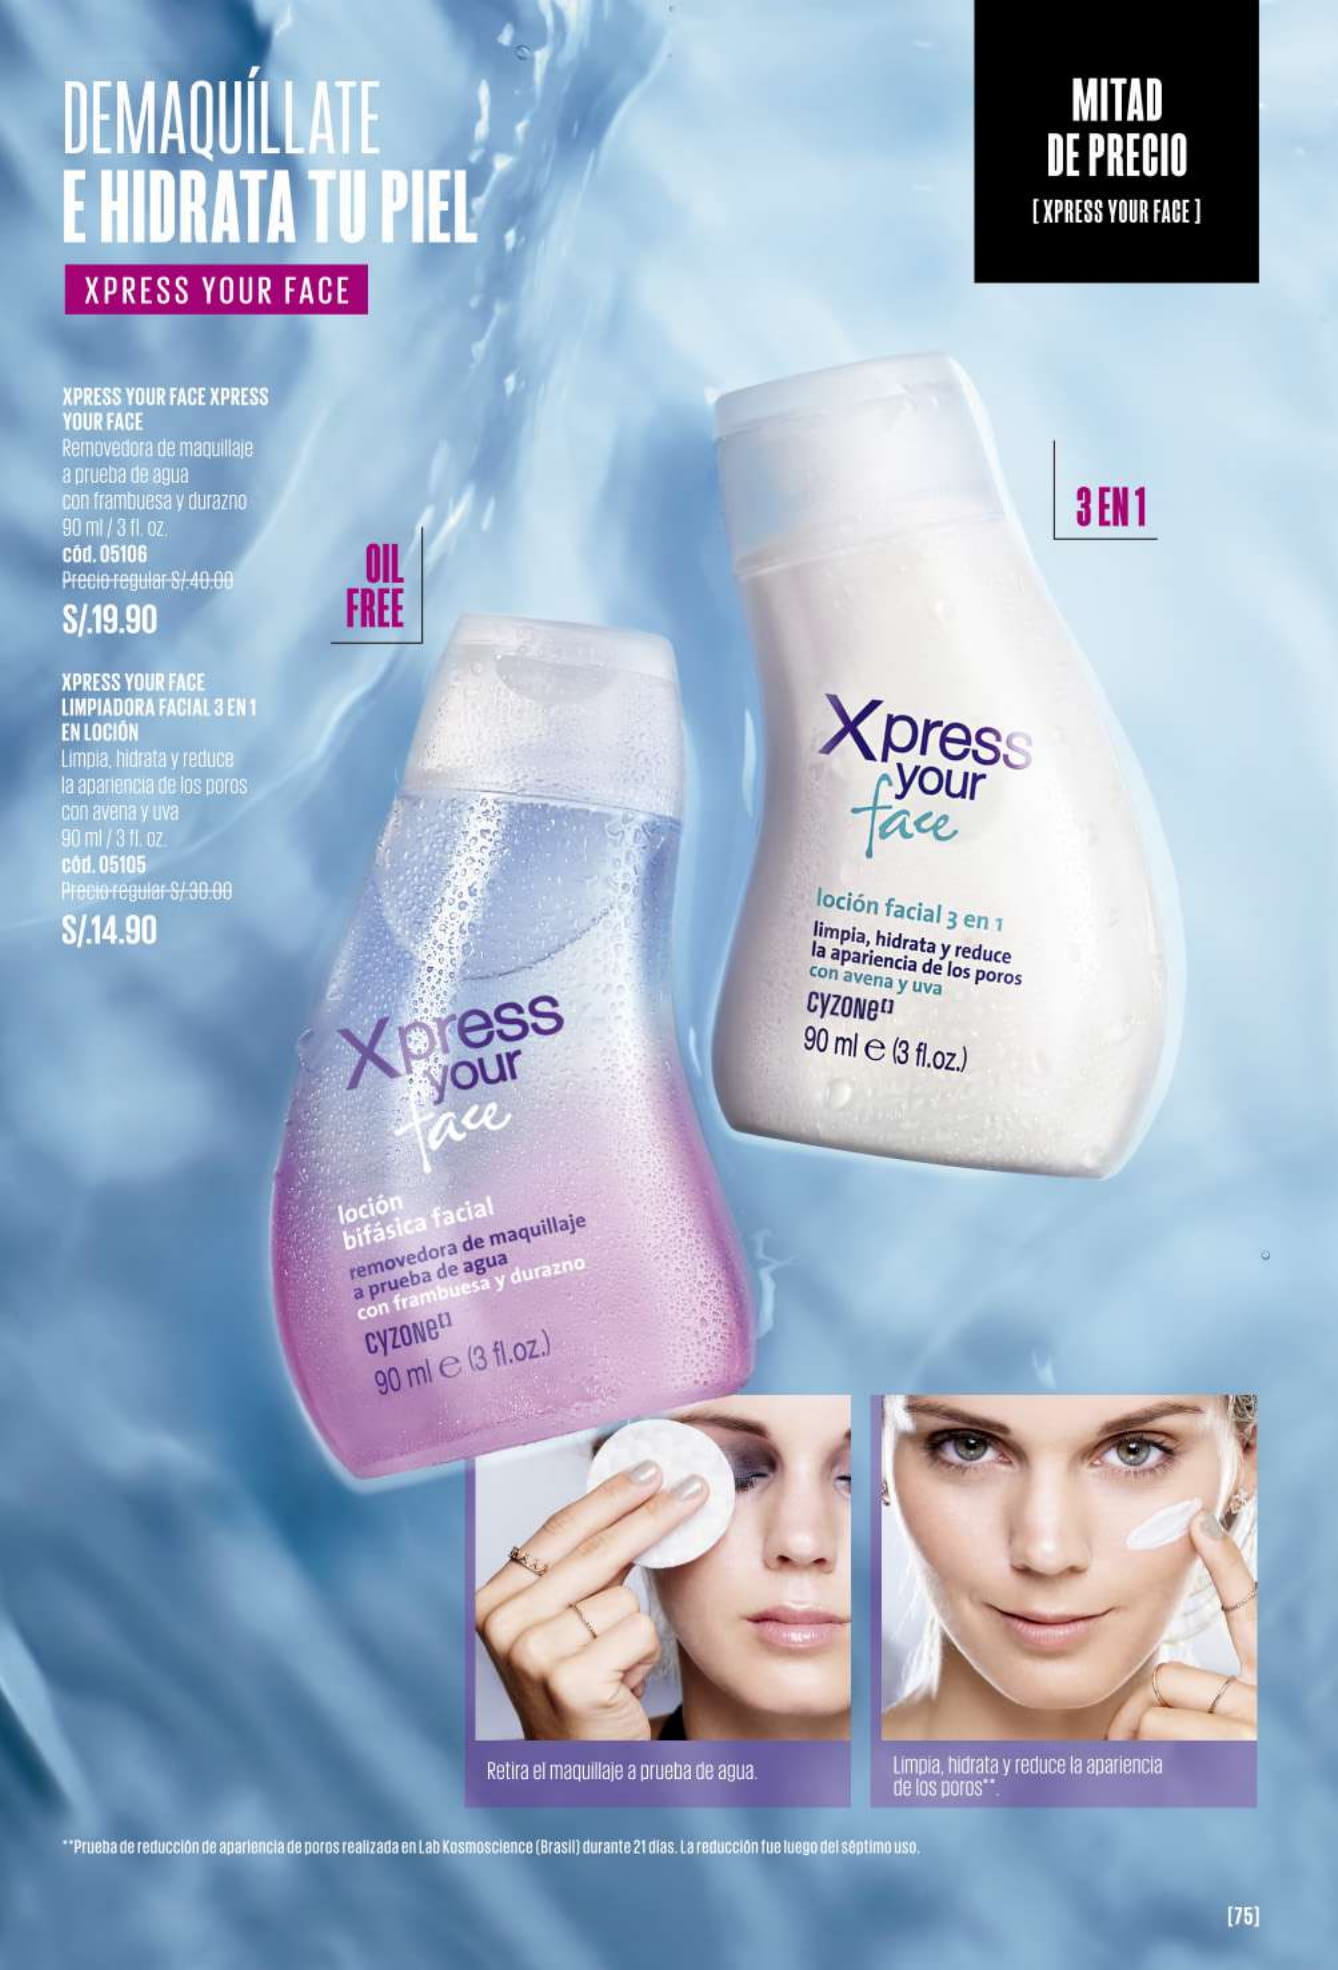 DEMAQUÍLLATE
E HIDRATA TU PIEL
XPRESS YOUR FACE
MITAD
DE PRECIO
[ XPRESS YOUR FACE ]
XPRESS YOUR FACE XPRESS
YOUR FACE
Removedora de maquillaje
a prueba de agua
con frambuesa y durazno
90 ml / 3 fl. oz.
cód. 05106
Precio regular S/.40.00
S/.19.90
XPRESS YOUR FACE
LIMPIADORA FACIAL 3 EN 1
EN LOCIÓN
Limpia, hidrata y reduce
la apariencia de los poros
con avena y uva
90 ml / 3 fl. oz.
cód. 05105
Precio regular S/.30.00
S/.14.90
OIL
FREE
3 EN 1
Xpress
your
face
loción facial 3 en 1
limpia, hidrata y reduce
la apariencia de los poros
con avena y uva
CYZONE[]
90 ml e (3 fl.oz.)
Xpress
your
face
loción
bifásica facial
removedora de maquillaje
a prueba de agua
con frambuesa y durazno
CYZONE[]
90 ml e (3 fl.oz.)
Retira el maquillaje a prueba de agua.
Limpia, hidrata y reduce la apariencia
de los poros**.
**Prueba de reducción de apariencia de poros realizada en Lab Kosmoscience (Brasil) durante 21 días. La reducción fue luego del séptimo uso.
[75]